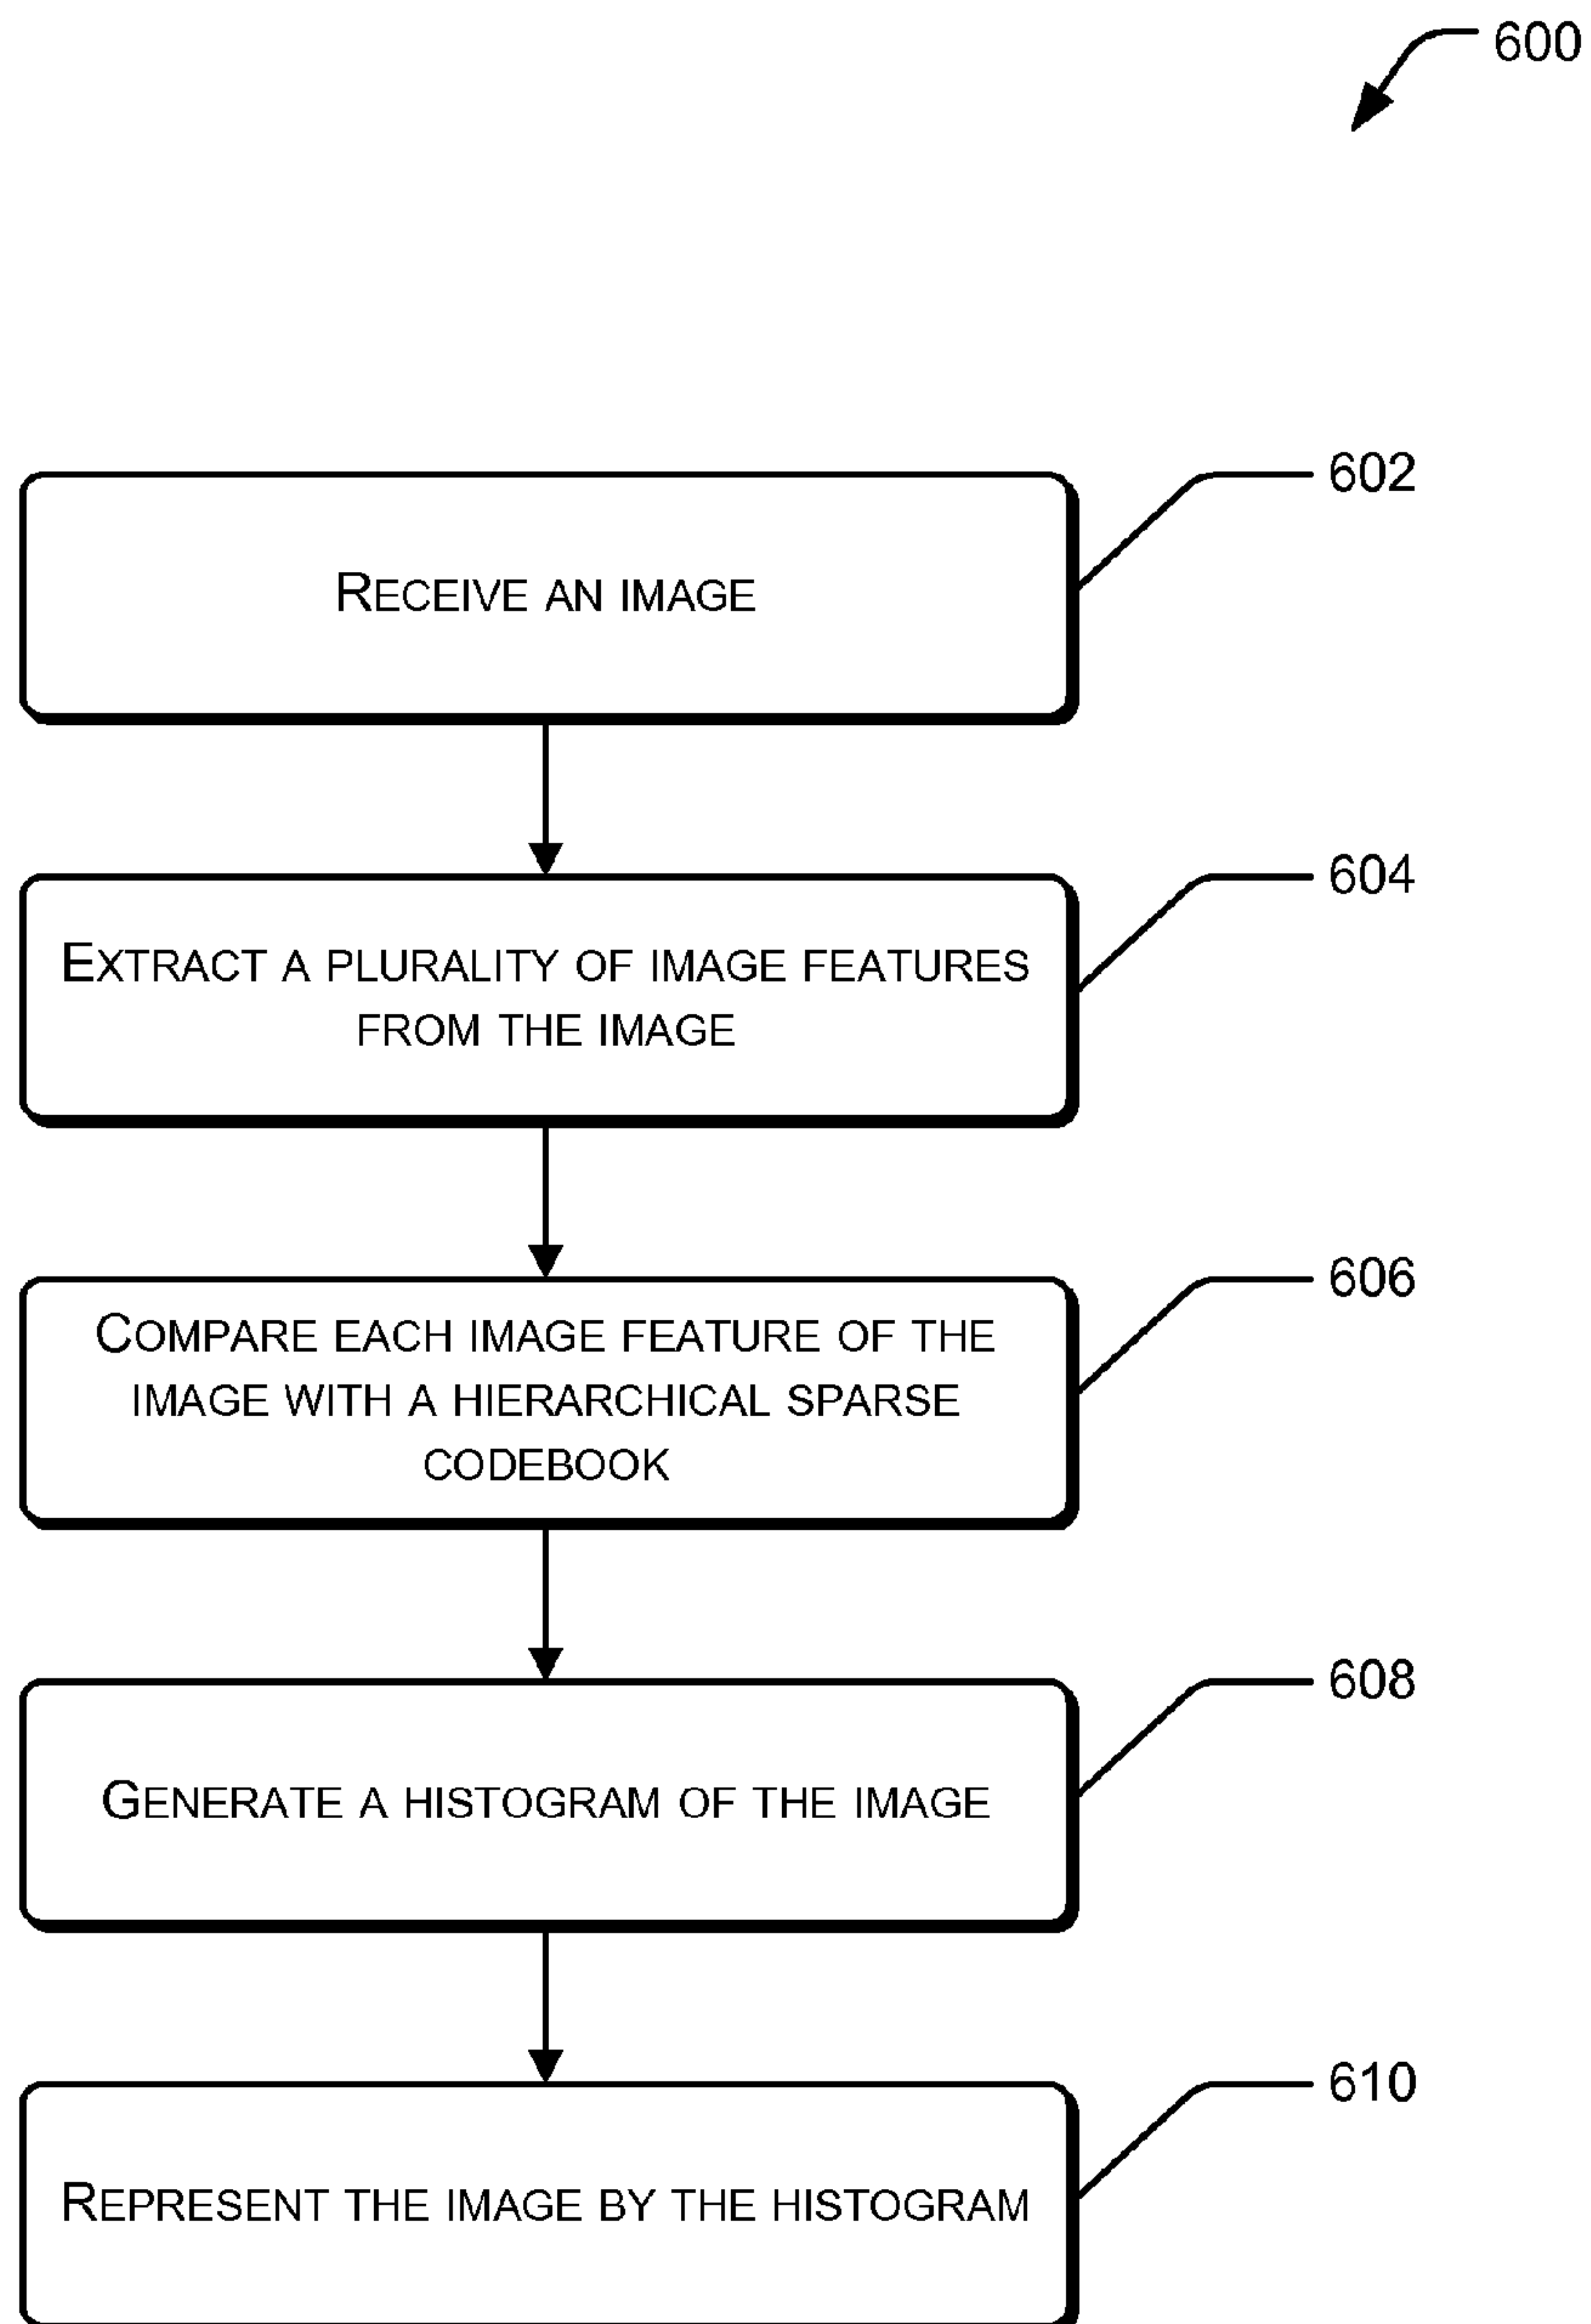 600
602
RECEIVE AN IMAGE
604
EXTRACT A PLURALITY OF IMAGE FEATURES
FROM THE IMAGE
606
COMPARE EACH IMAGE FEATURE OF THE
IMAGE WITH A HIERARCHICAL SPARSE
CODEBOOK
608
GENERATE A HISTOGRAM OF THE IMAGE
610
REPRESENT THE IMAGE BY THE HISTOGRAM